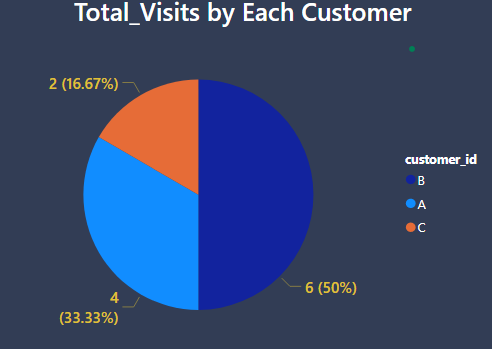 Total_Visits by Each Customer
2 (16.67%)
customer_id
B
A
C
6 (50%)
4
(33.33%)